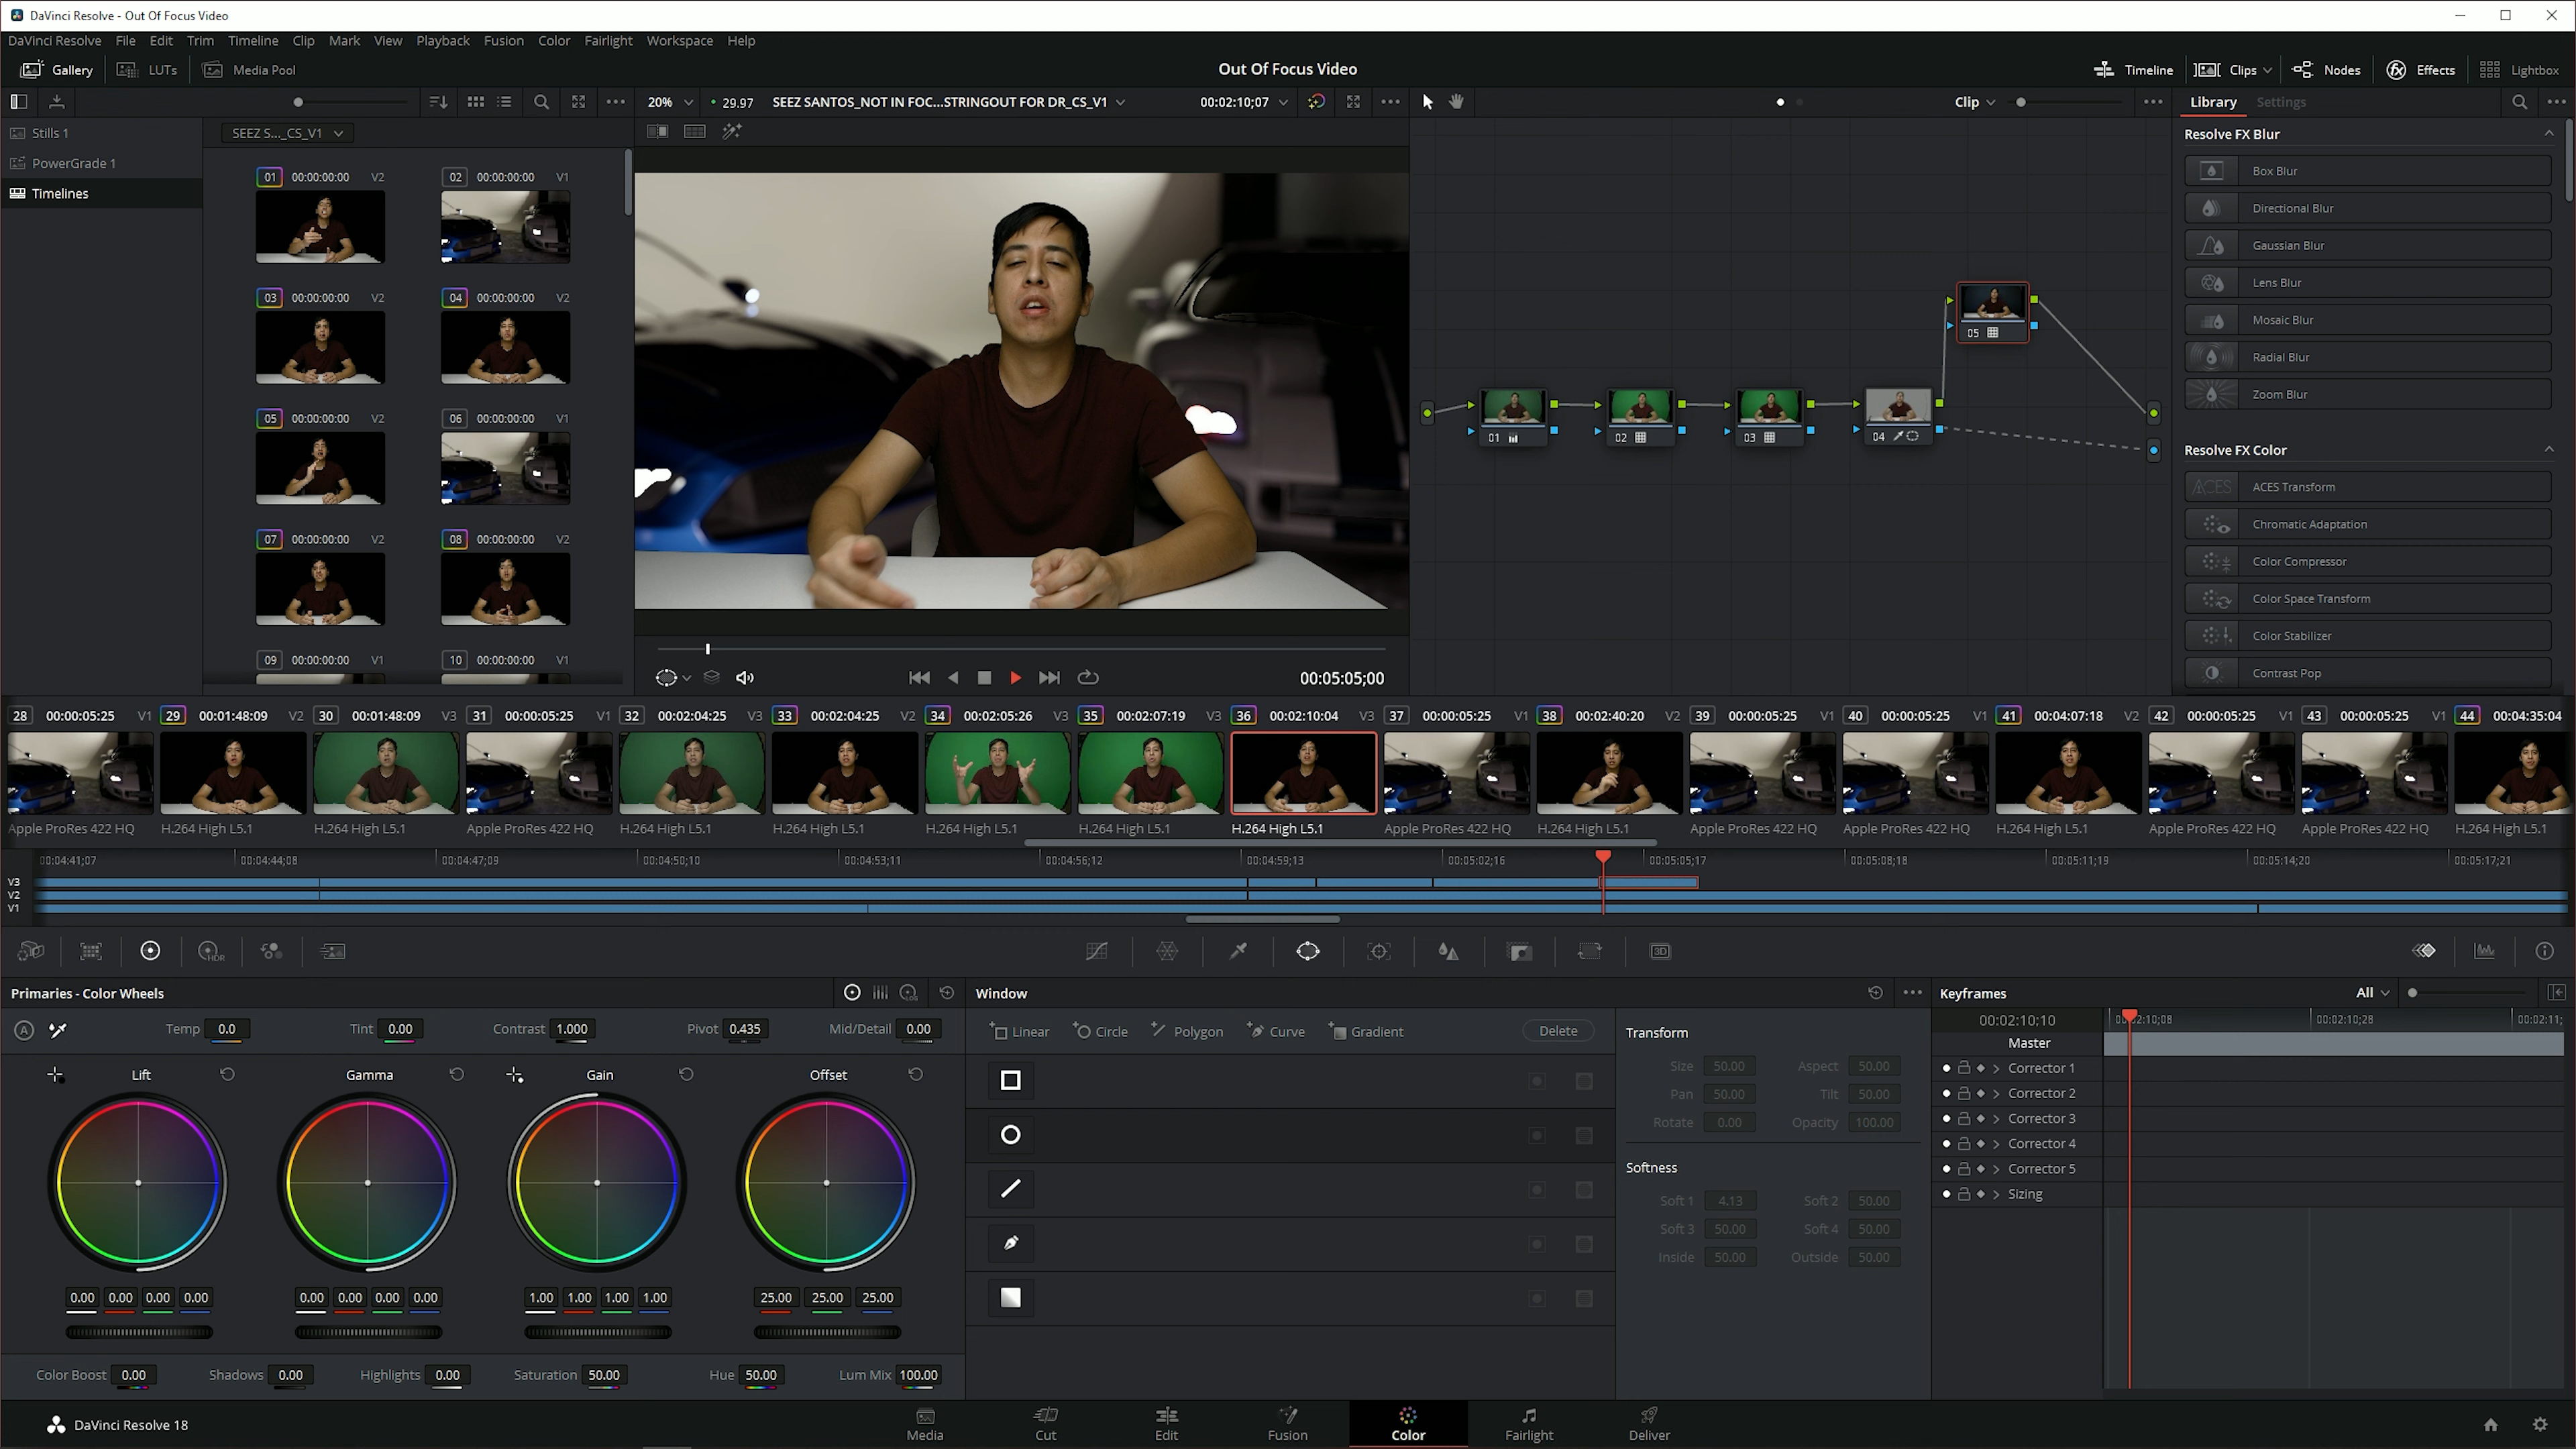 DaVinci Resolve - Out Of Focus Video
DaVinci Resolve File Edit Trim Timeline Clip Mark View Playback Fusion Color Fairlight Workspace Help
Gallery LUTs Media Pool Out Of Focus Video Timeline Clips Nodes Effects Lightbox
20% 29.97 SEEZ SANTOS_NOT IN FOC...STRINGOUT FOR DR_CS_V1 00:02:10;07 Clip Library Settings
Stills 1
PowerGrade 1
Timelines
SEEZ S..._CS_V1
01 00:00:00:00 V2 02 00:00:00:00 V1
03 00:00:00:00 V2 04 00:00:00:00 V2
05 00:00:00:00 V2 06 00:00:00:00 V1
07 00:00:00:00 V2 08 00:00:00:00 V2
09 00:00:00:00 V1 10 00:00:00:00 V1
00:05:05;00
01 02 03 04 05
Resolve FX Blur
Box Blur
Directional Blur
Gaussian Blur
Lens Blur
Mosaic Blur
Radial Blur
Zoom Blur
Resolve FX Color
ACES ACES Transform
Chromatic Adaptation
Color Compressor
Color Space Transform
Color Stabilizer
Contrast Pop
28 00:00:05:25 V1 29 00:01:48:09 V2 30 00:01:48:09 V3 31 00:00:05:25 V1 32 00:02:04:25 V3 33 00:02:04:25 V2 34 00:02:05:26 V3 35 00:02:07:19 V3 36 00:02:10:04 V3 37 00:00:05:25 V1 38 00:02:40:20 V2 39 00:00:05:25 V1 40 00:00:05:25 V1 41 00:04:07:18 V2 42 00:00:05:25 V1 43 00:00:05:25 V1 44 00:04:35:04
Apple ProRes 422 HQ H.264 High L5.1 H.264 High L5.1 Apple ProRes 422 HQ H.264 High L5.1 H.264 High L5.1 H.264 High L5.1 H.264 High L5.1 H.264 High L5.1 Apple ProRes 422 HQ H.264 High L5.1 Apple ProRes 422 HQ Apple ProRes 422 HQ H.264 High L5.1 Apple ProRes 422 HQ Apple ProRes 422 HQ H.264 High L5.1
00:04:41;07 00:04:44;08 00:04:47;09 00:04:50;10 00:04:53;11 00:04:56;12 00:04:59;13 00:05:02;16 00:05:05;17 00:05:08;18 00:05:11;19 00:05:14;20 00:05:17;21
V3
V2
V1
HDR 3D
Primaries - Color Wheels LOG
A Temp 0.0 Tint 0.00 Contrast 1.000 Pivot 0.435 Mid/Detail 0.00
Lift Gamma Gain Offset
0.00 0.00 0.00 0.00 0.00 0.00 0.00 0.00 1.00 1.00 1.00 1.00 25.00 25.00 25.00
Color Boost 0.00 Shadows 0.00 Highlights 0.00 Saturation 50.00 Hue 50.00 Lum Mix 100.00
Window
Linear Circle Polygon Curve Gradient Delete
Transform
Size 50.00 Aspect 50.00
Pan 50.00 Tilt 50.00
Rotate 0.00 Opacity 100.00
Softness
Soft 1 4.13 Soft 2 50.00
Soft 3 50.00 Soft 4 50.00
Inside 50.00 Outside 50.00
Keyframes All
00:02:10;10 00:02:10;28 00:02:11;
Master
Corrector 1
Corrector 2
Corrector 3
Corrector 4
Corrector 5
Sizing
DaVinci Resolve 18 Media Cut Edit Fusion Color Fairlight Deliver